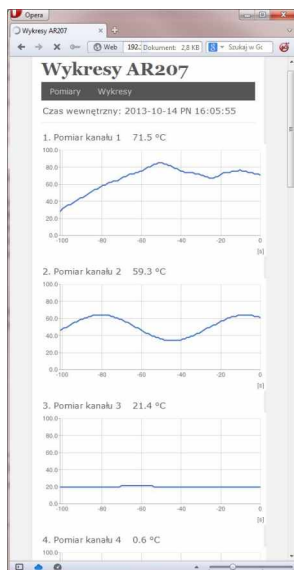 Opera
Wykresy AR207
Web 192. Dokument: 2,8 KB Szukaj w Go
Wykresy AR207
Pomiary Wykresy
Czas wewnętrzny: 2013-10-14 PN 16:05:55
1. Pomiar kanału 1 71.5 °C
100.0
80.0
60.0
40.0
20.0
0.0
-100 -80 -60 -40 -20 0
[s]
2. Pomiar kanału 2 59.3 °C
100.0
80.0
60.0
40.0
20.0
0.0
-100 -80 -60 -40 -20 0
[s]
3. Pomiar kanału 3 21.4 °C
100.0
80.0
60.0
40.0
20.0
0.0
-100 -80 -60 -40 -20 0
[s]
4. Pomiar kanału 4 0.6 °C
100.0